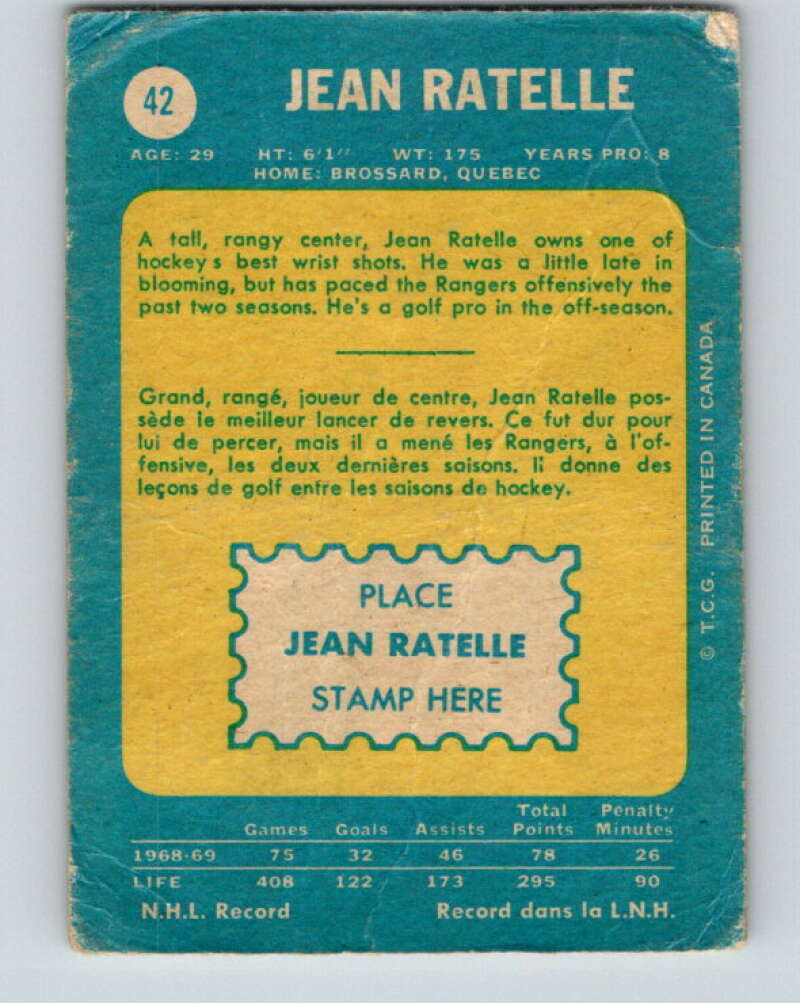 42
JEAN RATELLE
AGE: 29 HT: 6'1" WT: 175 YEARS PRO: 8
HOME: BROSSARD, QUEBEC
A tall, rangy center, Jean Ratelle owns one of
hockey's best wrist shots. He was a little late in
blooming, but has paced the Rangers offensively the
past two seasons. He's a golf pro in the off-season.
Grand, rangé, joueur de centre, Jean Ratelle pos-
sède le meilleur lancer de revers. Ce fut dur pour
lui de percer, mais il a mené les Rangers, à l'of-
fensive, les deux dernières saisons. Il donne des
leçons de golf entre les saisons de hockey.
PLACE
JEAN RATELLE
STAMP HERE
© T.C.G. PRINTED IN CANADA
Total Penalty
Games Goals Assists Points Minutes
1968-69 75 32 46 78 26
LIFE 408 122 173 295 90
N.H.L. Record Record dans la L.N.H.